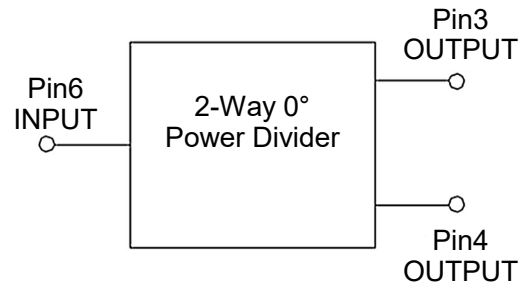 Pin3
OUTPUT
Pin6
INPUT
2-Way 0°
Power Divider
Pin4
OUTPUT